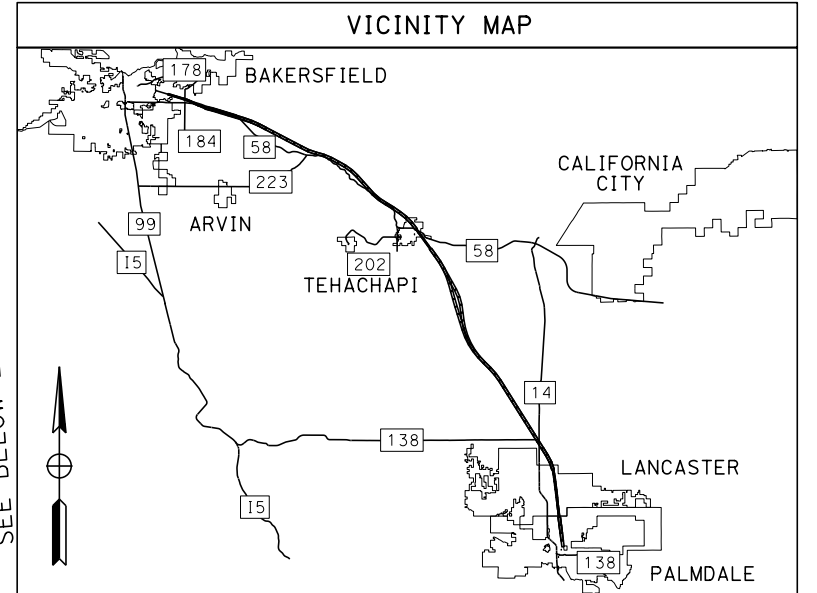 VICINITY MAP
178
BAKERSFIELD
184
58
CALIFORNIA
CITY
223
99
ARVIN
I5
58
202
TEHACHAPI
14
138
LANCASTER
I5
138
PALMDALE
SEE BELOW